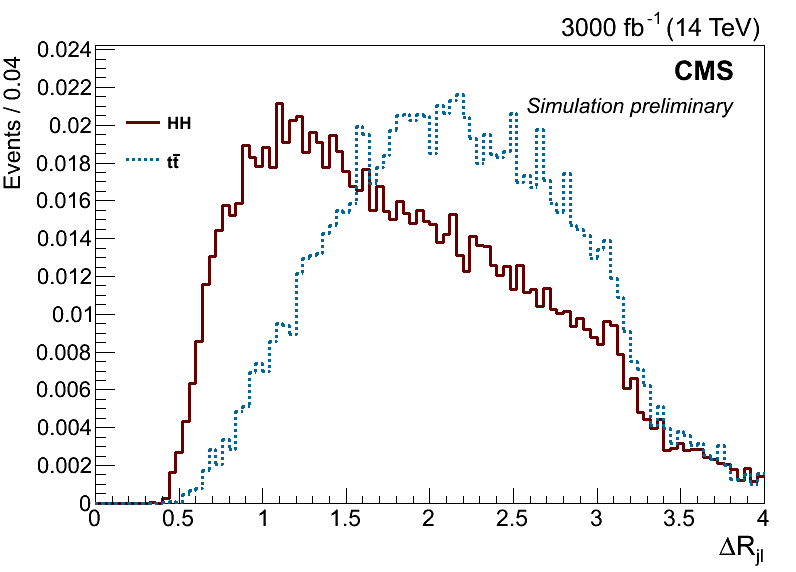 3000 fb⁻¹ (14 TeV)
CMS
Simulation preliminary
Events / 0.04
HH
tt̄
0.024
0.022
0.02
0.018
0.016
0.014
0.012
0.01
0.008
0.006
0.004
0.002
0
0 0.5 1 1.5 2 2.5 3 3.5 4
ΔRjl